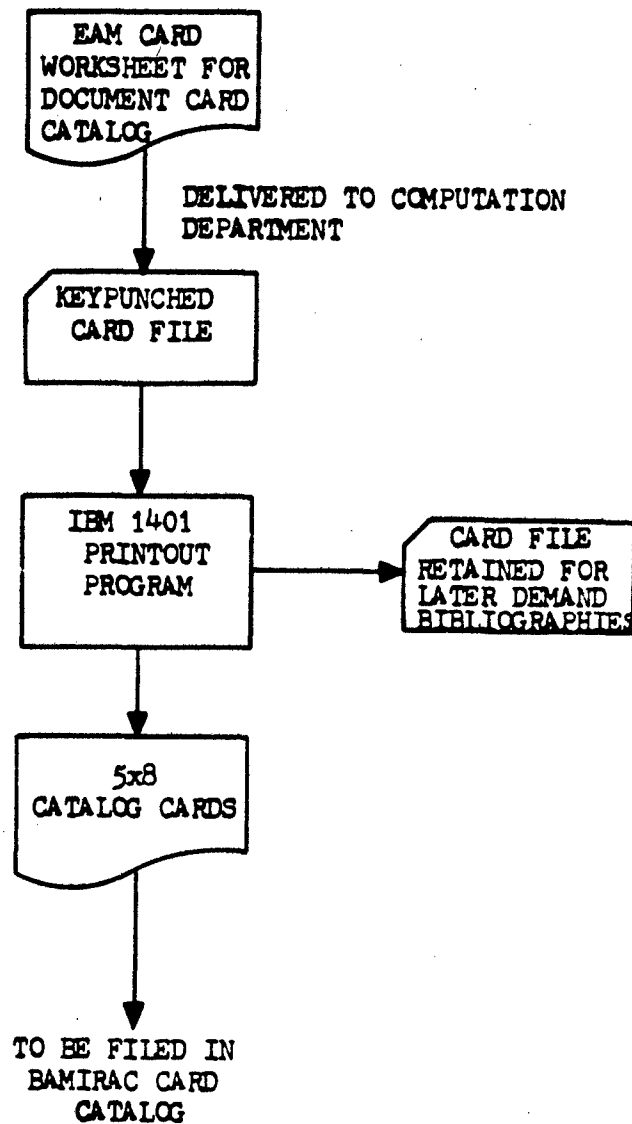 EAM CARD
WORKSHEET FOR
DOCUMENT CARD
CATALOG
DELIVERED TO COMPUTATION
DEPARTMENT
KEYPUNCHED
CARD FILE
IBM 1401
PRINTOUT
PROGRAM
CARD FILE
RETAINED FOR
LATER DEMAND
BIBLIOGRAPHIES
5x8
CATALOG CARDS
TO BE FILED IN
BAMIRAC CARD
CATALOG